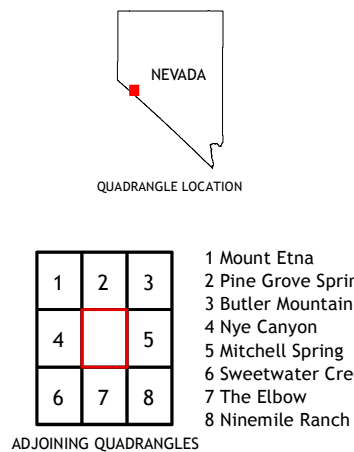 NEVADA
QUADRANGLE LOCATION
1 2 3
4 5
6 7 8
1 Mount Etna
2 Pine Grove Sprin
3 Butler Mountain
4 Nye Canyon
5 Mitchell Spring
6 Sweetwater Cre
7 The Elbow
8 Ninemile Ranch
ADJOINING QUADRANGLES